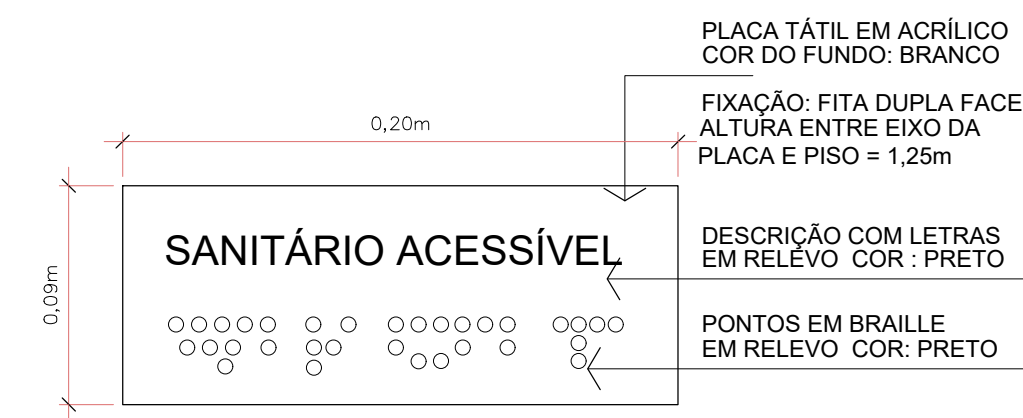 PLACA TÁTIL EM ACRÍLICO
COR DO FUNDO: BRANCO
FIXAÇÃO: FITA DUPLA FACE
ALTURA ENTRE EIXO DA
PLACA E PISO = 1,25m
0,20m
0,09m
SANITÁRIO ACESSÍVEL
DESCRIÇÃO COM LETRAS
EM RELEVO COR : PRETO
PONTOS EM BRAILLE
EM RELEVO COR: PRETO